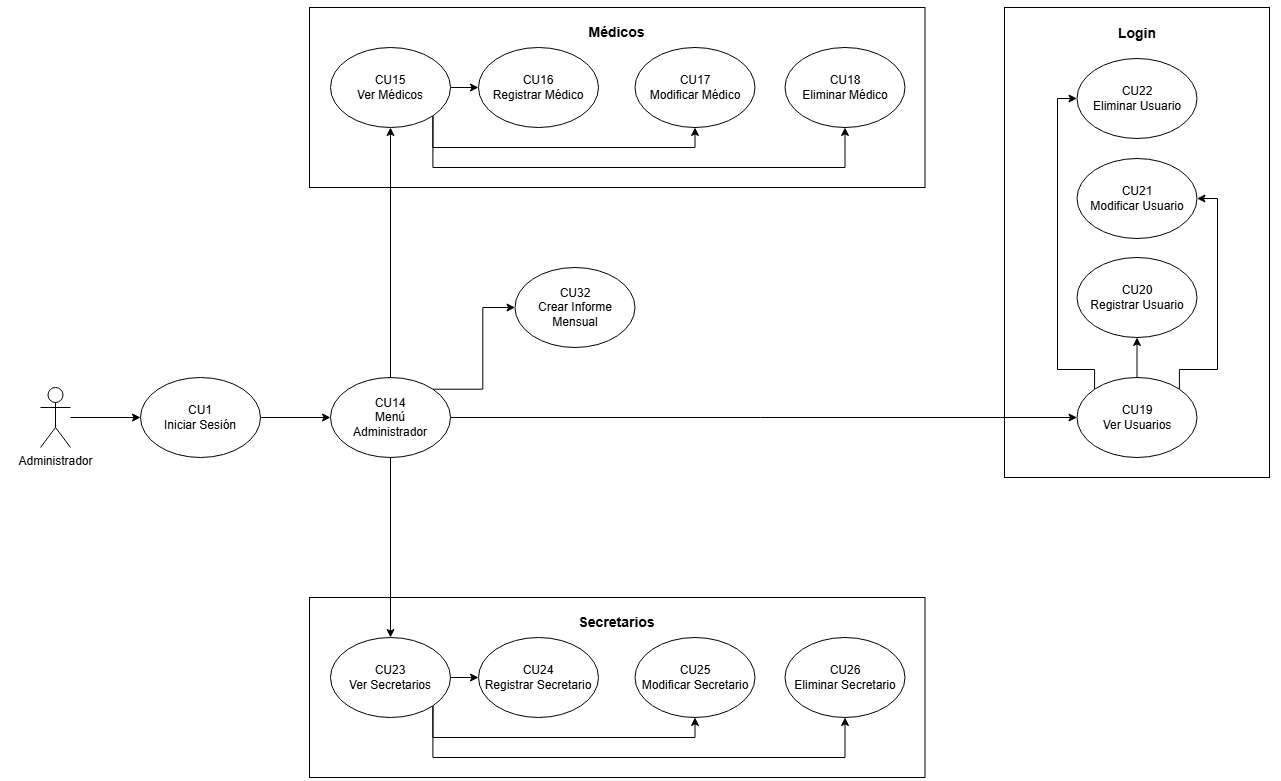 Médicos
CU15
Ver Médicos
CU16
Registrar Médico
CU17
Modificar Médico
CU18
Eliminar Médico
Login
CU22
Eliminar Usuario
CU21
Modificar Usuario
CU20
Registrar Usuario
CU19
Ver Usuarios
CU32
Crear Informe
Mensual
Administrador
CU1
Iniciar Sesión
CU14
Menú
Administrador
Secretarios
CU23
Ver Secretarios
CU24
Registrar Secretario
CU25
Modificar Secretario
CU26
Eliminar Secretario